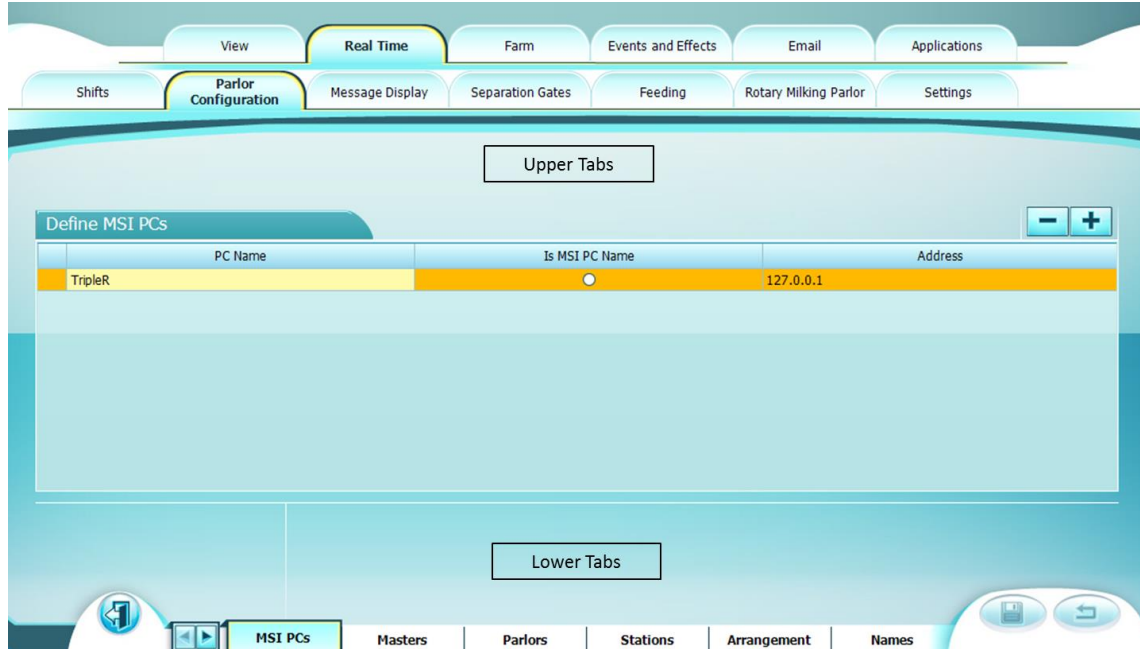 View Real Time Farm Events and Effects Email Applications
Shifts Parlor Configuration Message Display Separation Gates Feeding Rotary Milking Parlor Settings
Upper Tabs
Define MSI PCs
PC Name Is MSI PC Name Address
TripleR 127.0.0.1
Lower Tabs
MSI PCs Masters Parlors Stations Arrangement Names